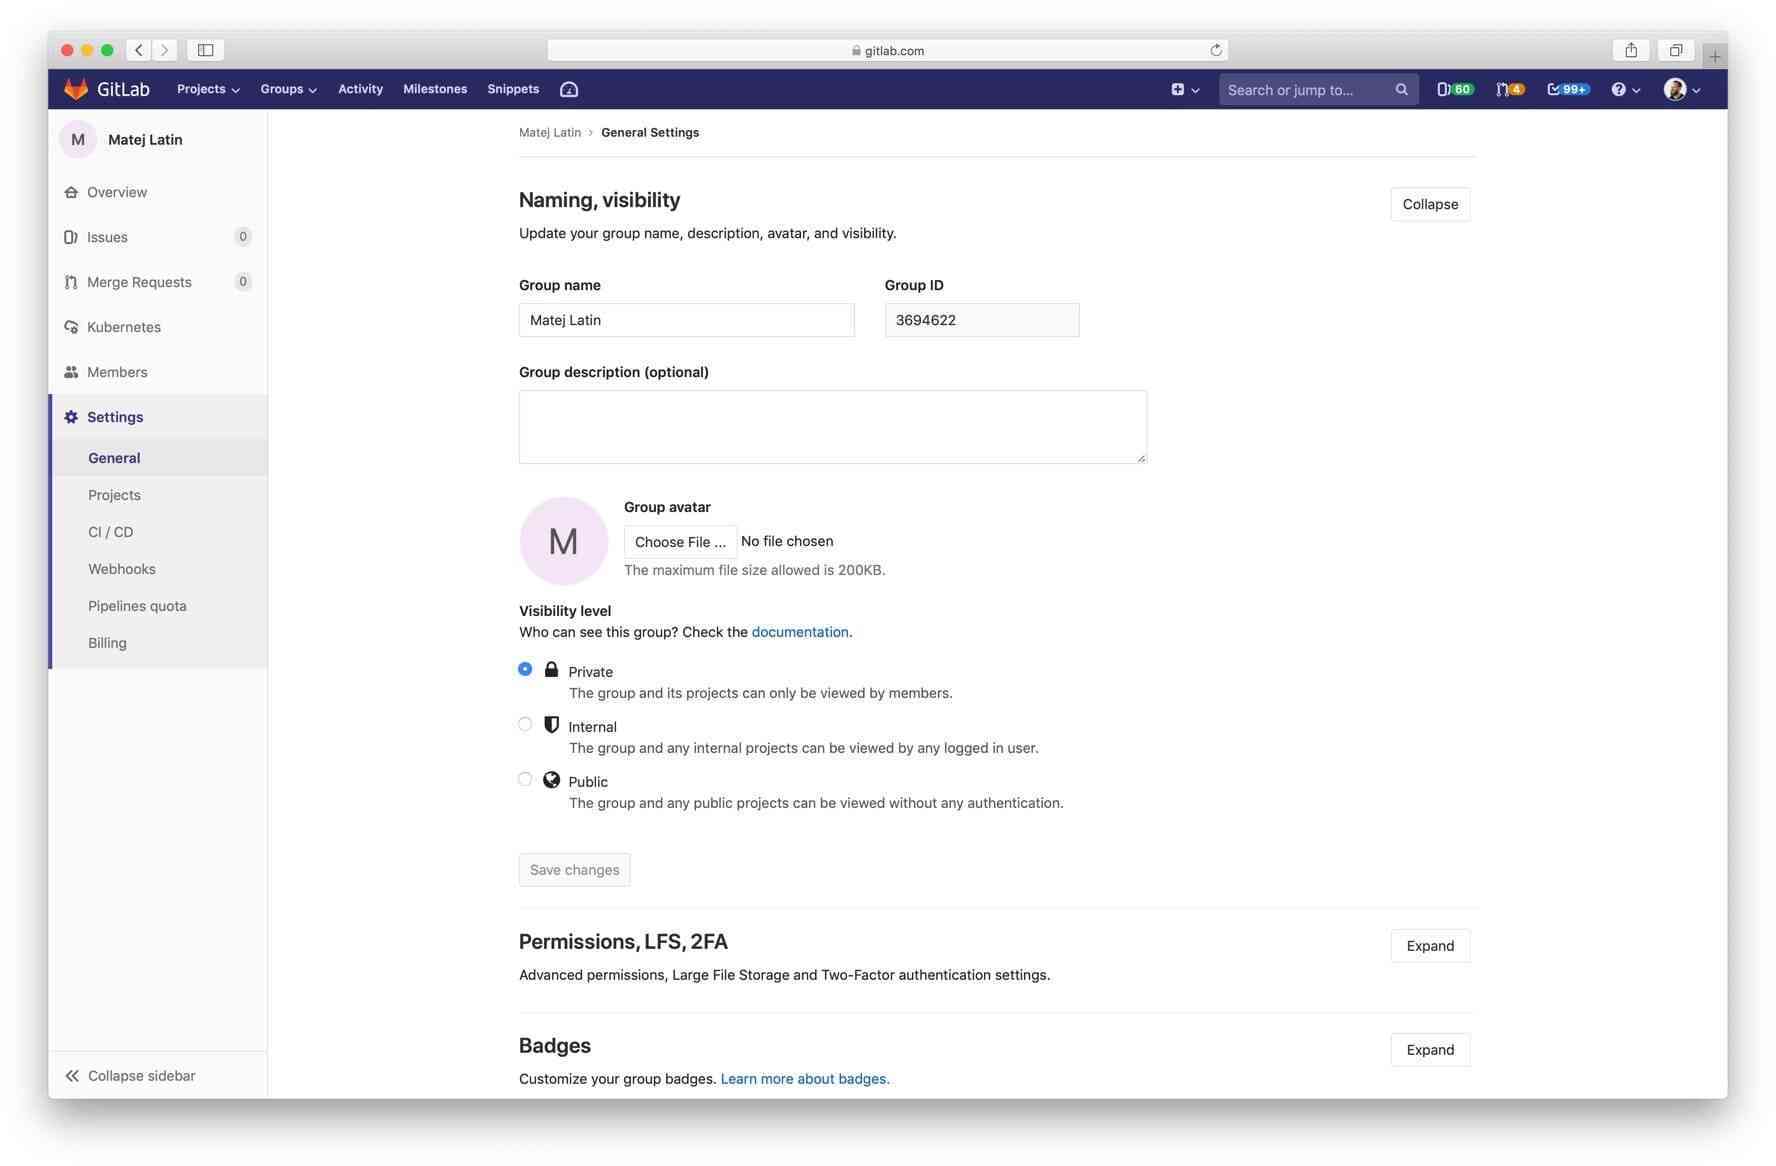 gitlab.com
GitLab Projects Groups Activity Milestones Snippets Search or jump to... 60 4 99+
M Matej Latin
Overview
Issues 0
Merge Requests 0
Kubernetes
Members
Settings
General
Projects
CI / CD
Webhooks
Pipelines quota
Billing
Collapse sidebar
Matej Latin › General Settings
Naming, visibility
Collapse
Update your group name, description, avatar, and visibility.
Group name Group ID
Matej Latin 3694622
Group description (optional)
M
Group avatar
Choose File ... No file chosen
The maximum file size allowed is 200KB.
Visibility level
Who can see this group? Check the documentation.
Private
The group and its projects can only be viewed by members.
Internal
The group and any internal projects can be viewed by any logged in user.
Public
The group and any public projects can be viewed without any authentication.
Save changes
Permissions, LFS, 2FA
Expand
Advanced permissions, Large File Storage and Two-Factor authentication settings.
Badges
Expand
Customize your group badges. Learn more about badges.